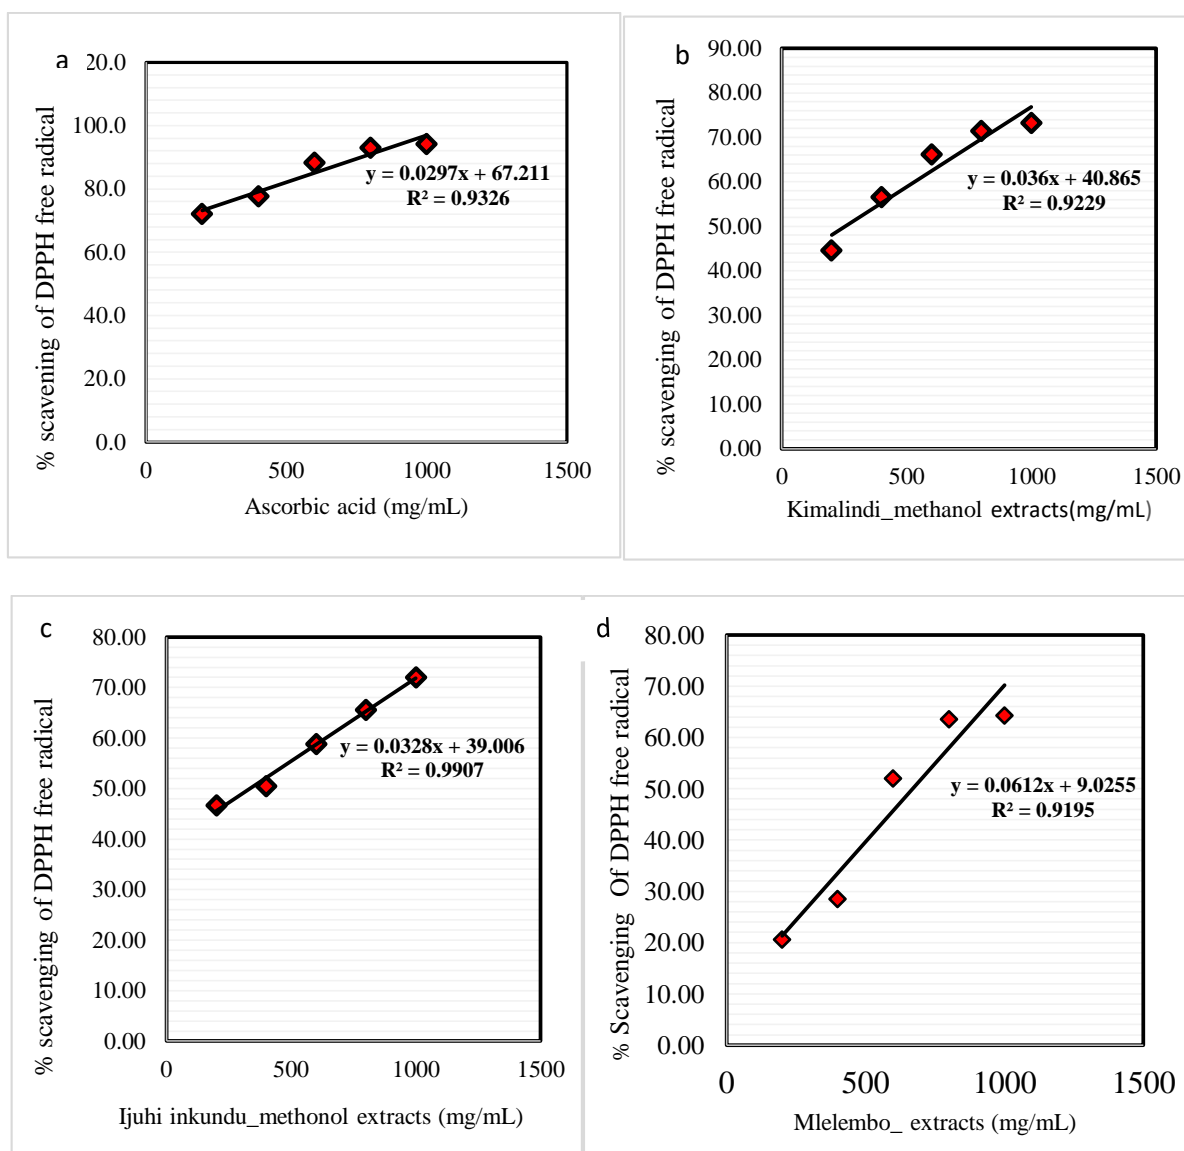 a
% scavening of DPPH free radical
20.0
100.0
80.0
60.0
40.0
20.0
0.0
y = 0.0297x + 67.211
R² = 0.9326
0 500 1000 1500
Ascorbic acid (mg/mL)
b
% scavenging of DPPH free radical
90.00
80.00
70.00
60.00
50.00
40.00
30.00
20.00
10.00
0.00
y = 0.036x + 40.865
R² = 0.9229
0 500 1000 1500
Kimalindi_methanol extracts(mg/mL)
c
% scavenging of DPPH free radical
80.00
70.00
60.00
50.00
40.00
30.00
20.00
10.00
0.00
y = 0.0328x + 39.006
R² = 0.9907
0 500 1000 1500
Ijuhi inkundu_methonol extracts (mg/mL)
d
% Scavenging Of DPPH free radical
80.00
70.00
60.00
50.00
40.00
30.00
20.00
10.00
0.00
y = 0.0612x + 9.0255
R² = 0.9195
0 500 1000 1500
Mlelembo_ extracts (mg/mL)